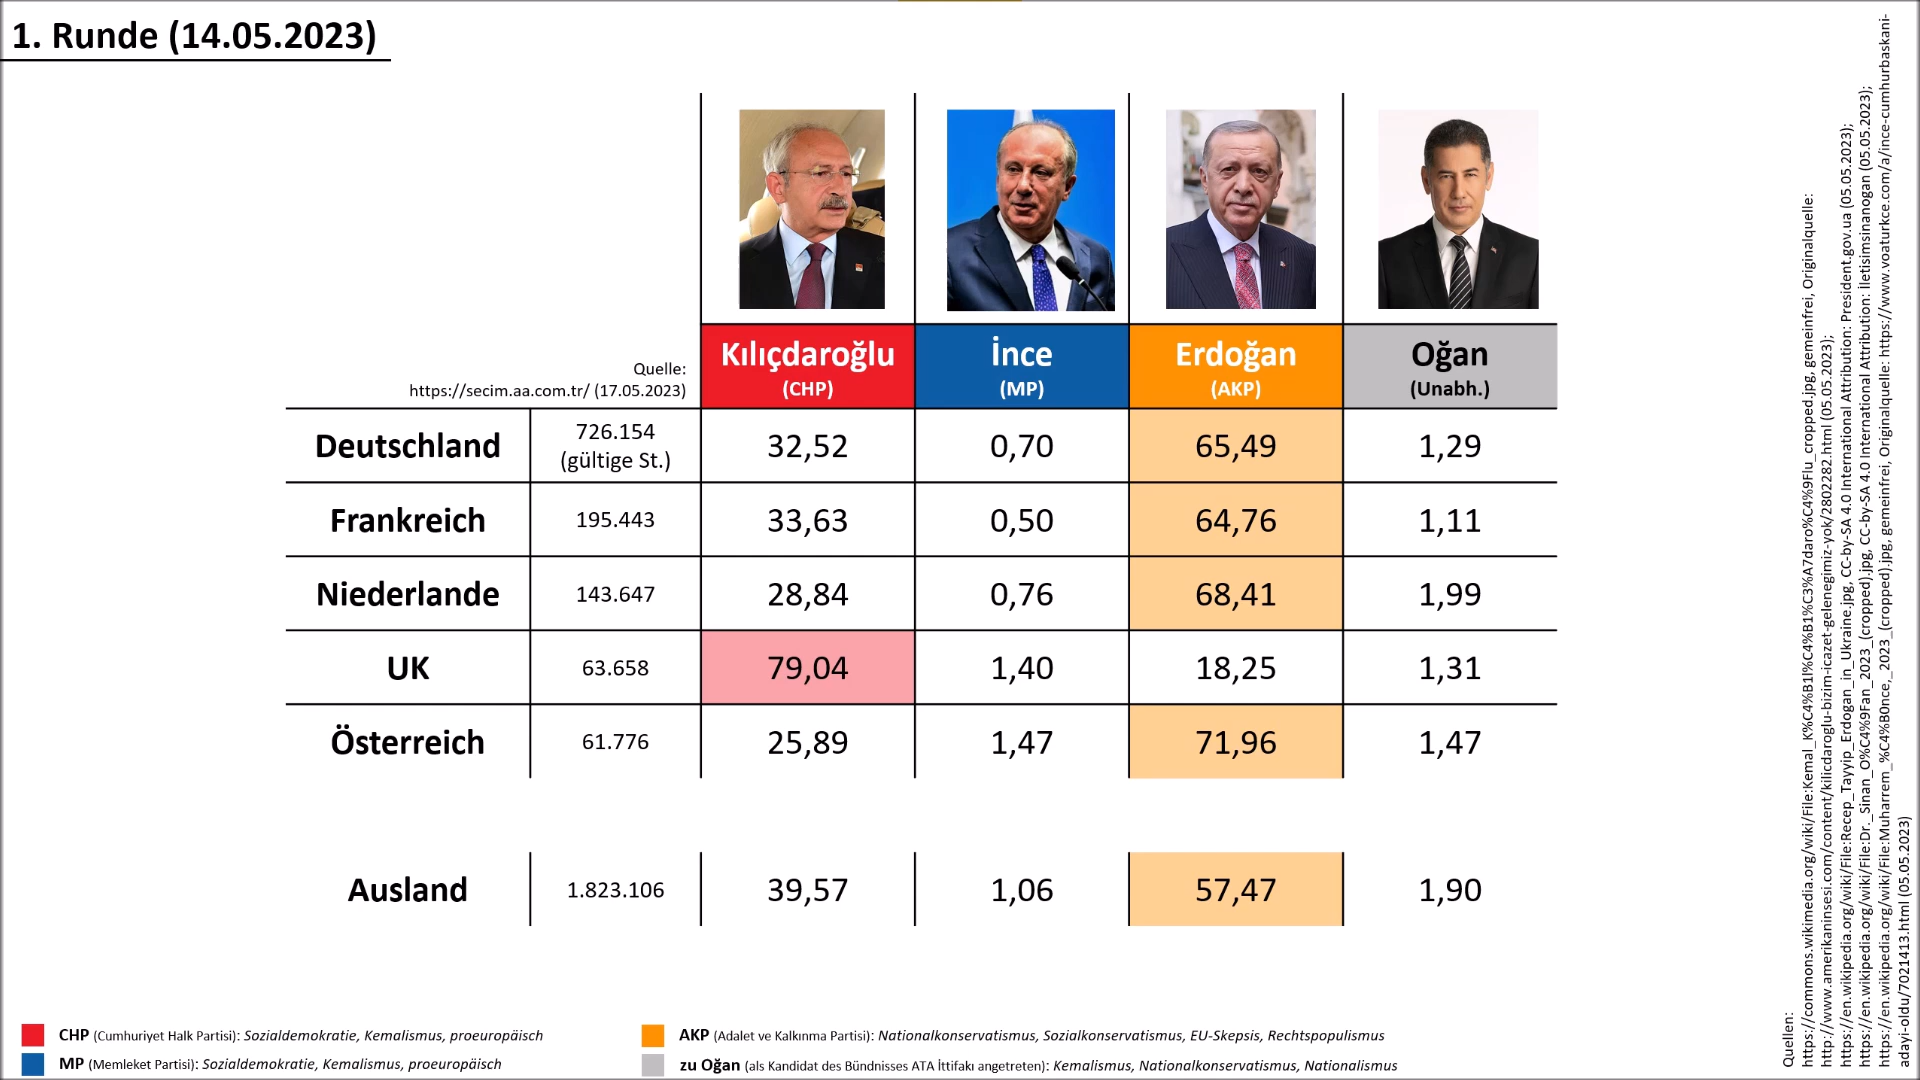 1. Runde (14.05.2023)
Quelle:
https://secim.aa.com.tr/ (17.05.2023)
Kılıçdaroğlu
(CHP)
İnce
(MP)
Erdoğan
(AKP)
Oğan
(Unabh.)
Deutschland 726.154 (gültige St.) 32,52 0,70 65,49 1,29
Frankreich 195.443 33,63 0,50 64,76 1,11
Niederlande 143.647 28,84 0,76 68,41 1,99
UK 63.658 79,04 1,40 18,25 1,31
Österreich 61.776 25,89 1,47 71,96 1,47
Ausland 1.823.106 39,57 1,06 57,47 1,90
CHP (Cumhuriyet Halk Partisi): Sozialdemokratie, Kemalismus, proeuropäisch
MP (Memleket Partisi): Sozialdemokratie, Kemalismus, proeuropäisch
AKP (Adalet ve Kalkınma Partisi): Nationalkonservatismus, Sozialkonservatismus, EU-Skepsis, Rechtspopulismus
zu Oğan (als Kandidat des Bündnisses ATA İttifakı angetreten): Kemalismus, Nationalkonservatismus, Nationalismus
Quellen:
https://commons.wikimedia.org/wiki/File:Kemal_K%C4%B1l%C4%B1%C3%A7daro%C4%9Flu_cropped.jpg, gemeinfrei, Originalquelle:
http://www.amerikaninsesi.com/content/kilicdaroglu-bizim-icazet-gelenegimiz-yok/2802282.html (05.05.2023);
https://en.wikipedia.org/wiki/File:Recep_Tayyip_Erdogan_in_Ukraine.jpg, CC-by-SA 4.0 International Attribution: President.gov.ua (05.05.2023);
https://en.wikipedia.org/wiki/File:Dr._Sinan_O%C4%9Fan_2023_(cropped).jpg, CC-by-SA 4.0 International Attribution: İletisimsinanogan (05.05.2023);
https://en.wikipedia.org/wiki/File:Muharrem_%C4%B0nce,_2023_(cropped).jpg, gemeinfrei, Originalquelle: https://www.voaturkce.com/a/ince-cumhurbaskani-
adayi-oldu/7021413.html (05.05.2023)